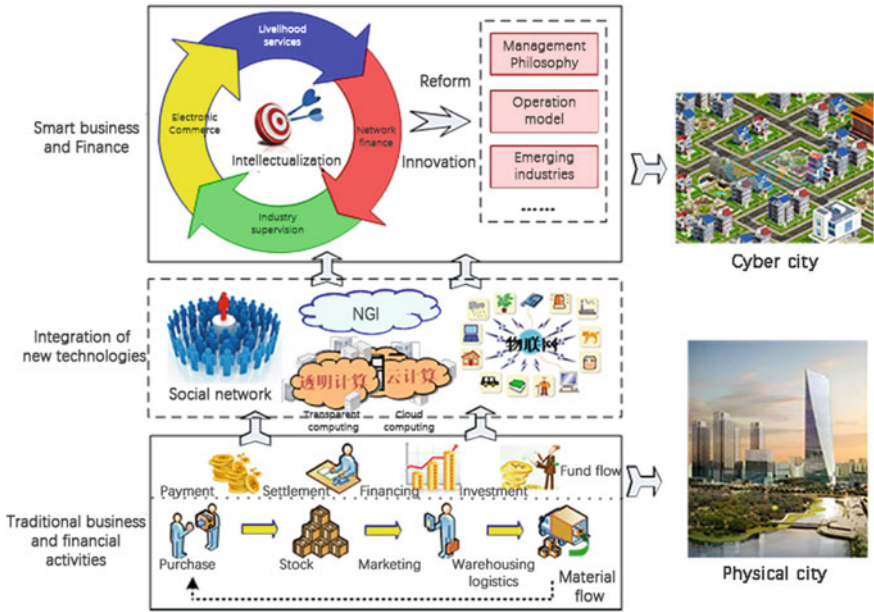 Smart business
and Finance
Livelihood
services
Electronic
Commerce
Intellectualization
Network
finance
Industry
supervision
Reform
Innovation
Management
Philosophy
Operation
model
Emerging
industries
......
Cyber city
Integration of
new technologies
Social network
NGI
透明计算
云计算
Transparent
computing
Cloud
computing
物联网
Traditional business
and financial
activities
Payment
Settlement
Financing
Investment
Fund flow
Purchase
Stock
Marketing
Warehousing
logistics
Material
flow
Physical city